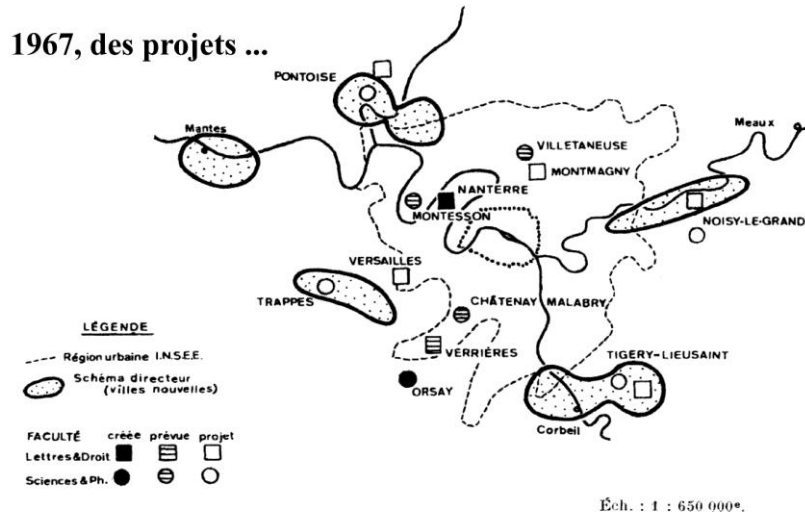 1967, des projets ...
PONTOISE
Mantes
Meaux
VILLETANEUSE
MONTMAGNY
NANTERRE
MONTESSON
NOISY-LE-GRAND
VERSAILLES
TRAPPES
CHÂTENAY MALABRY
VERRIÈRES
TIGERY-LIEUSAINT
ORSAY
Corbeil
LÉGENDE
Région urbaine I.N.S.E.E.
Schéma directeur
(villes nouvelles)
FACULTÉ créée prévue projet
Lettres&Droit
Sciences&Ph.
Éch. : 1 : 650 000e.